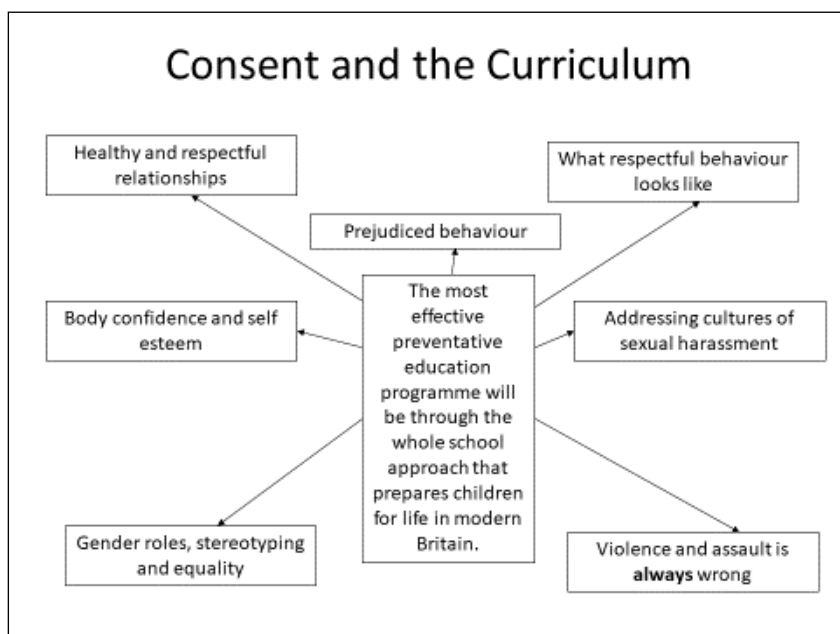 Consent and the Curriculum
Healthy and respectful
relationships
What respectful behaviour
looks like
Prejudiced behaviour
Body confidence and self
esteem
The most
effective
preventative
education
programme will
be through the
whole school
approach that
prepares children
for life in modern
Britain.
Addressing cultures of
sexual harassment
Gender roles, stereotyping
and equality
Violence and assault is
always wrong